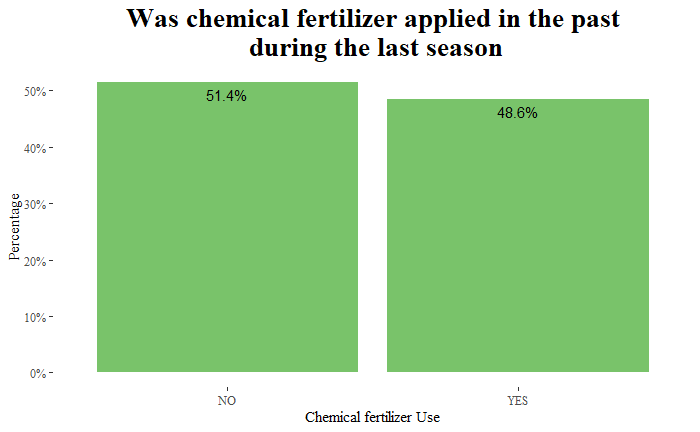 Was chemical fertilizer applied in the past
during the last season
50%
40%
30%
20%
10%
0%
Percentage
51.4%
48.6%
NO
YES
Chemical fertilizer Use